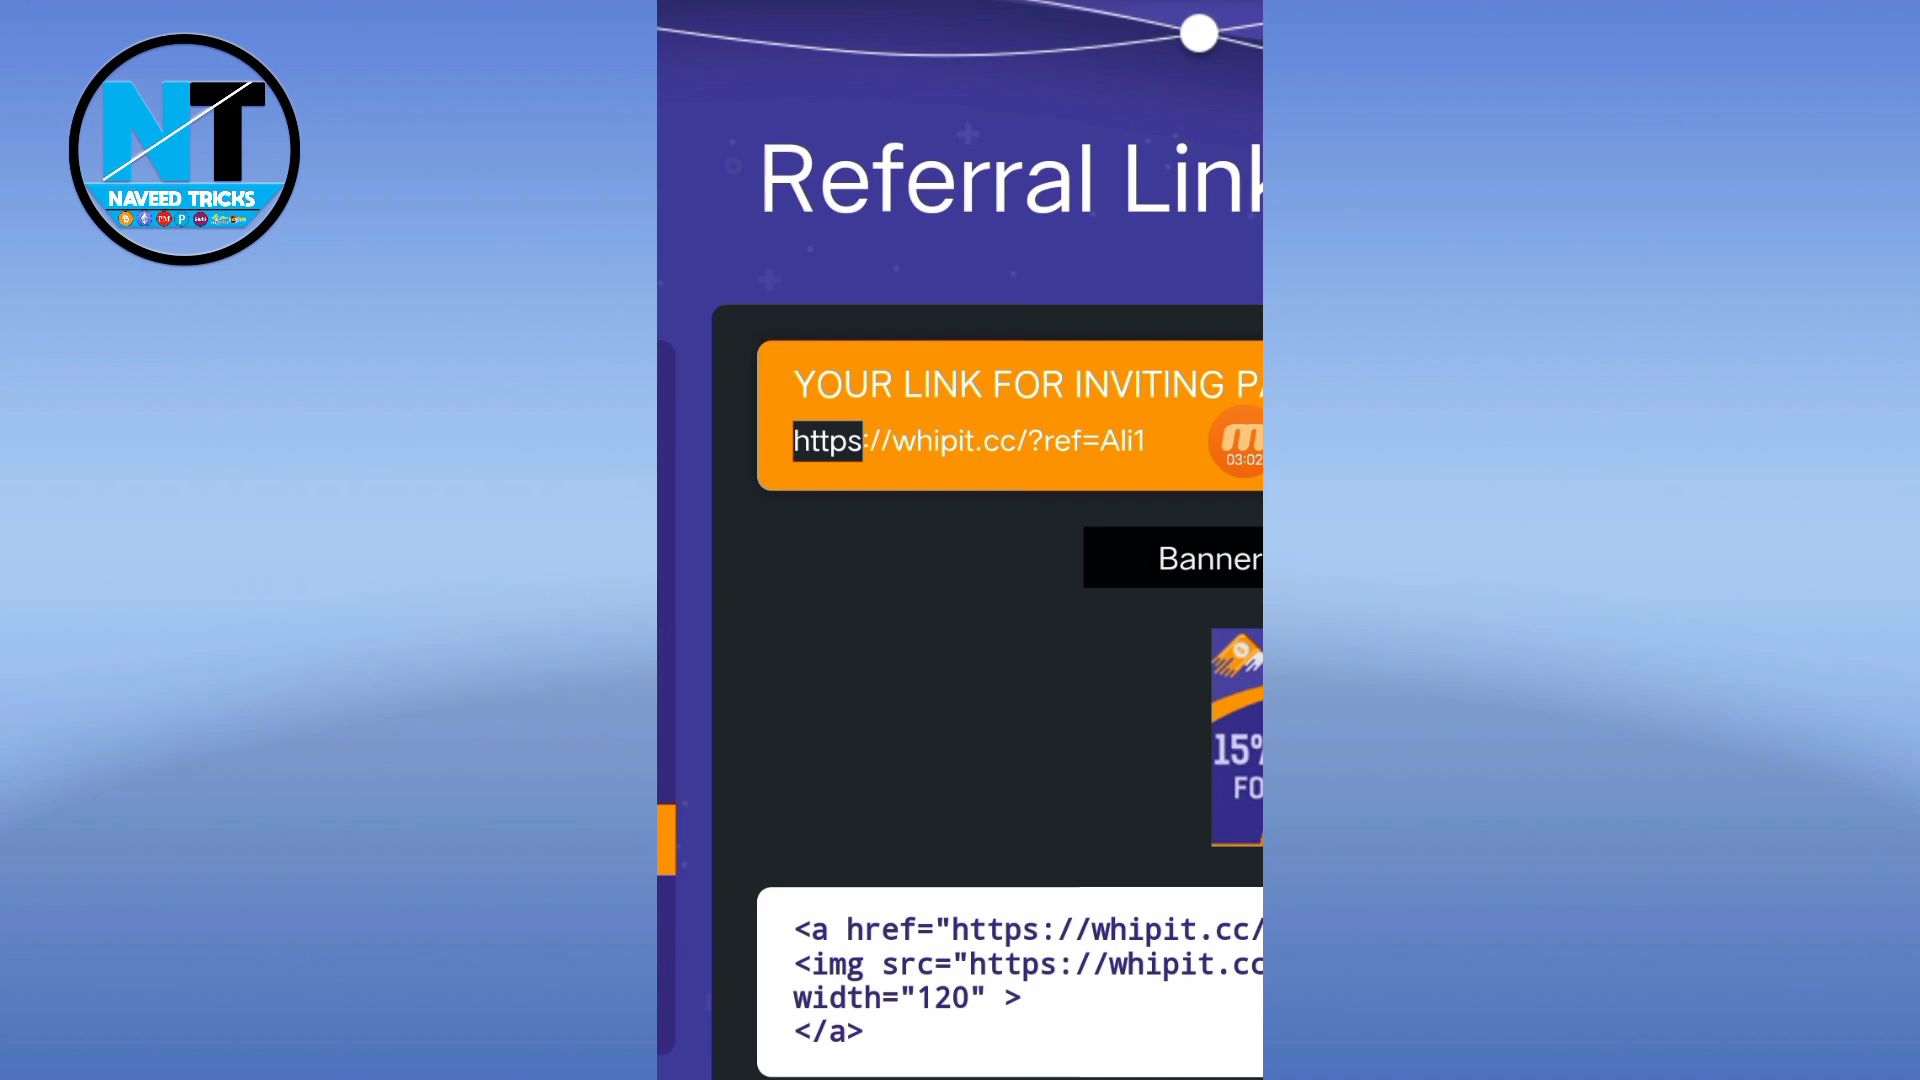 NT
NAVEED TRICKS
Referral Link
YOUR LINK FOR INVITING
https://whipit.cc/?ref=Ali1
m
03:02
Banner
15%
FO
<a href="https://whipit.cc/
<img src="https://whipit.cc
width="120" >
</a>